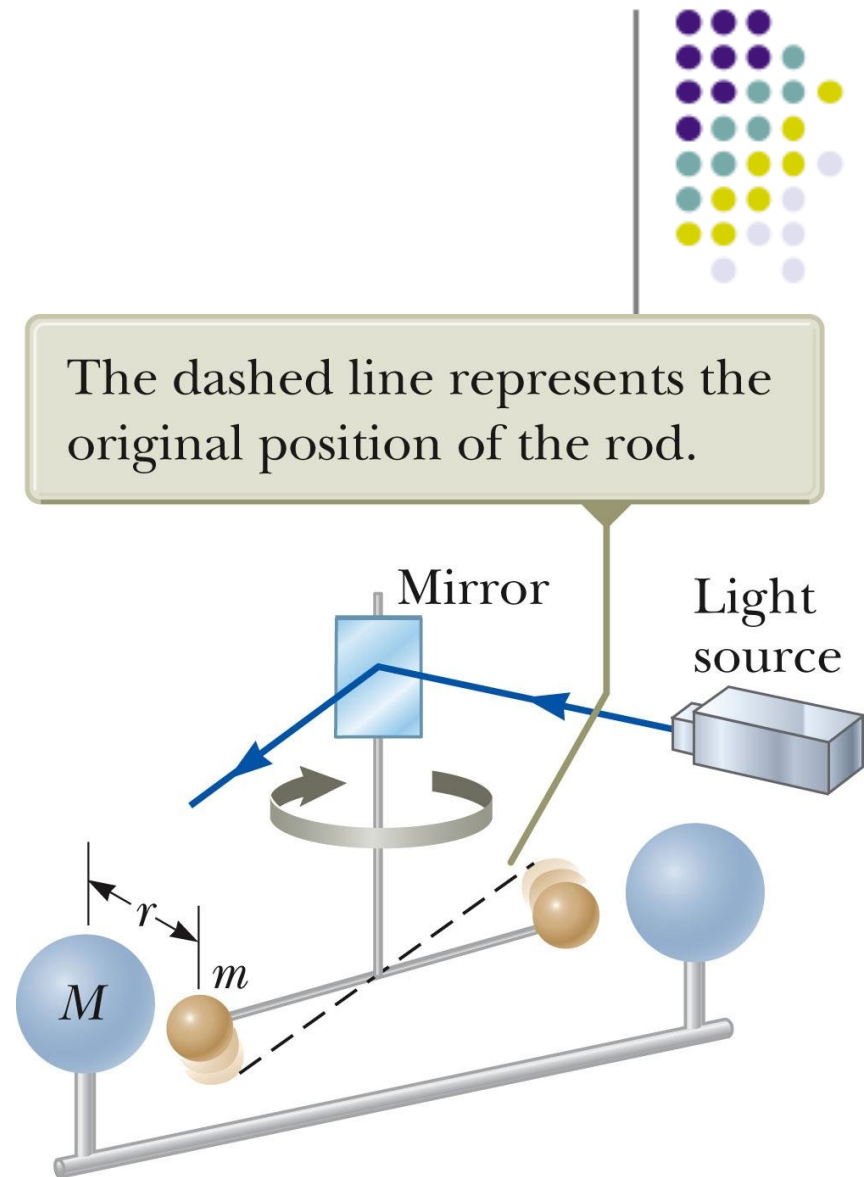 The dashed line represents the
original position of the rod.
Mirror
Light
source
r
m
M